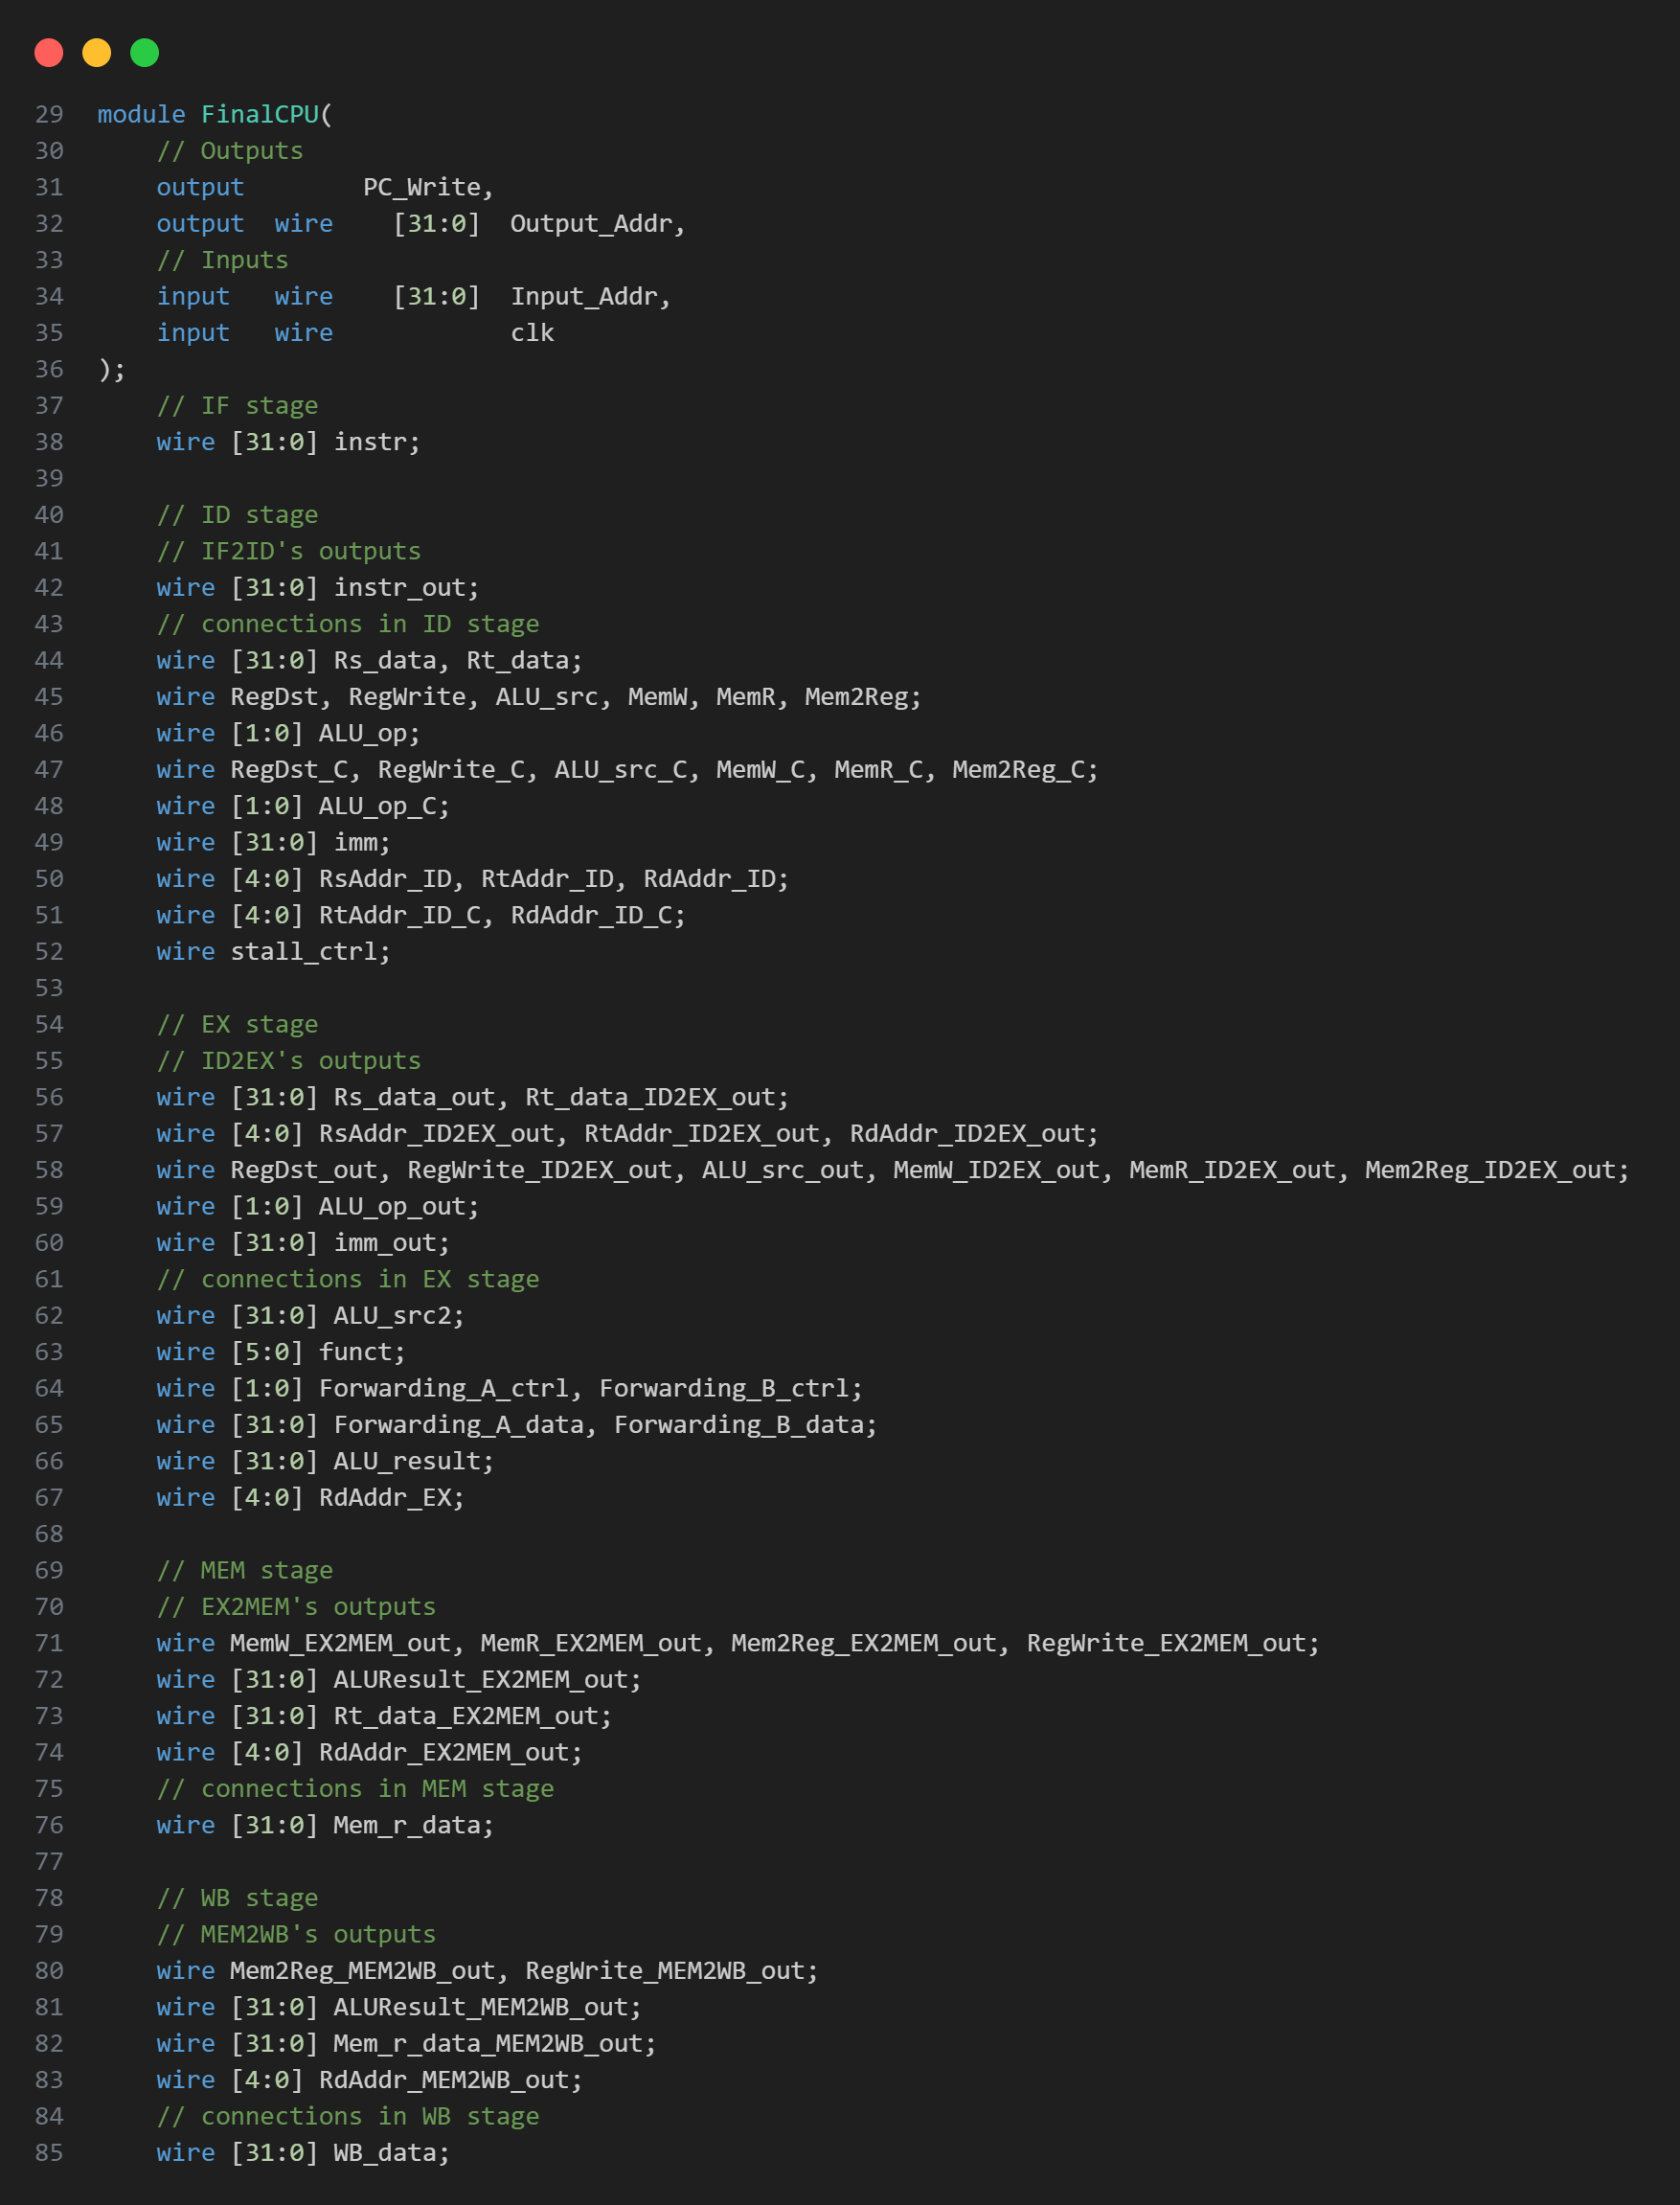 29 module FinalCPU(
30     // Outputs
31     output        PC_Write,
32     output  wire    [31:0]  Output_Addr,
33     // Inputs
34     input   wire    [31:0]  Input_Addr,
35     input   wire            clk
36 );
37     // IF stage
38     wire [31:0] instr;
39
40     // ID stage
41     // IF2ID's outputs
42     wire [31:0] instr_out;
43     // connections in ID stage
44     wire [31:0] Rs_data, Rt_data;
45     wire RegDst, RegWrite, ALU_src, MemW, MemR, Mem2Reg;
46     wire [1:0] ALU_op;
47     wire RegDst_C, RegWrite_C, ALU_src_C, MemW_C, MemR_C, Mem2Reg_C;
48     wire [1:0] ALU_op_C;
49     wire [31:0] imm;
50     wire [4:0] RsAddr_ID, RtAddr_ID, RdAddr_ID;
51     wire [4:0] RtAddr_ID_C, RdAddr_ID_C;
52     wire stall_ctrl;
53
54     // EX stage
55     // ID2EX's outputs
56     wire [31:0] Rs_data_out, Rt_data_ID2EX_out;
57     wire [4:0] RsAddr_ID2EX_out, RtAddr_ID2EX_out, RdAddr_ID2EX_out;
58     wire RegDst_out, RegWrite_ID2EX_out, ALU_src_out, MemW_ID2EX_out, MemR_ID2EX_out, Mem2Reg_ID2EX_out;
59     wire [1:0] ALU_op_out;
60     wire [31:0] imm_out;
61     // connections in EX stage
62     wire [31:0] ALU_src2;
63     wire [5:0] funct;
64     wire [1:0] Forwarding_A_ctrl, Forwarding_B_ctrl;
65     wire [31:0] Forwarding_A_data, Forwarding_B_data;
66     wire [31:0] ALU_result;
67     wire [4:0] RdAddr_EX;
68
69     // MEM stage
70     // EX2MEM's outputs
71     wire MemW_EX2MEM_out, MemR_EX2MEM_out, Mem2Reg_EX2MEM_out, RegWrite_EX2MEM_out;
72     wire [31:0] ALUResult_EX2MEM_out;
73     wire [31:0] Rt_data_EX2MEM_out;
74     wire [4:0] RdAddr_EX2MEM_out;
75     // connections in MEM stage
76     wire [31:0] Mem_r_data;
77
78     // WB stage
79     // MEM2WB's outputs
80     wire Mem2Reg_MEM2WB_out, RegWrite_MEM2WB_out;
81     wire [31:0] ALUResult_MEM2WB_out;
82     wire [31:0] Mem_r_data_MEM2WB_out;
83     wire [4:0] RdAddr_MEM2WB_out;
84     // connections in WB stage
85     wire [31:0] WB_data;